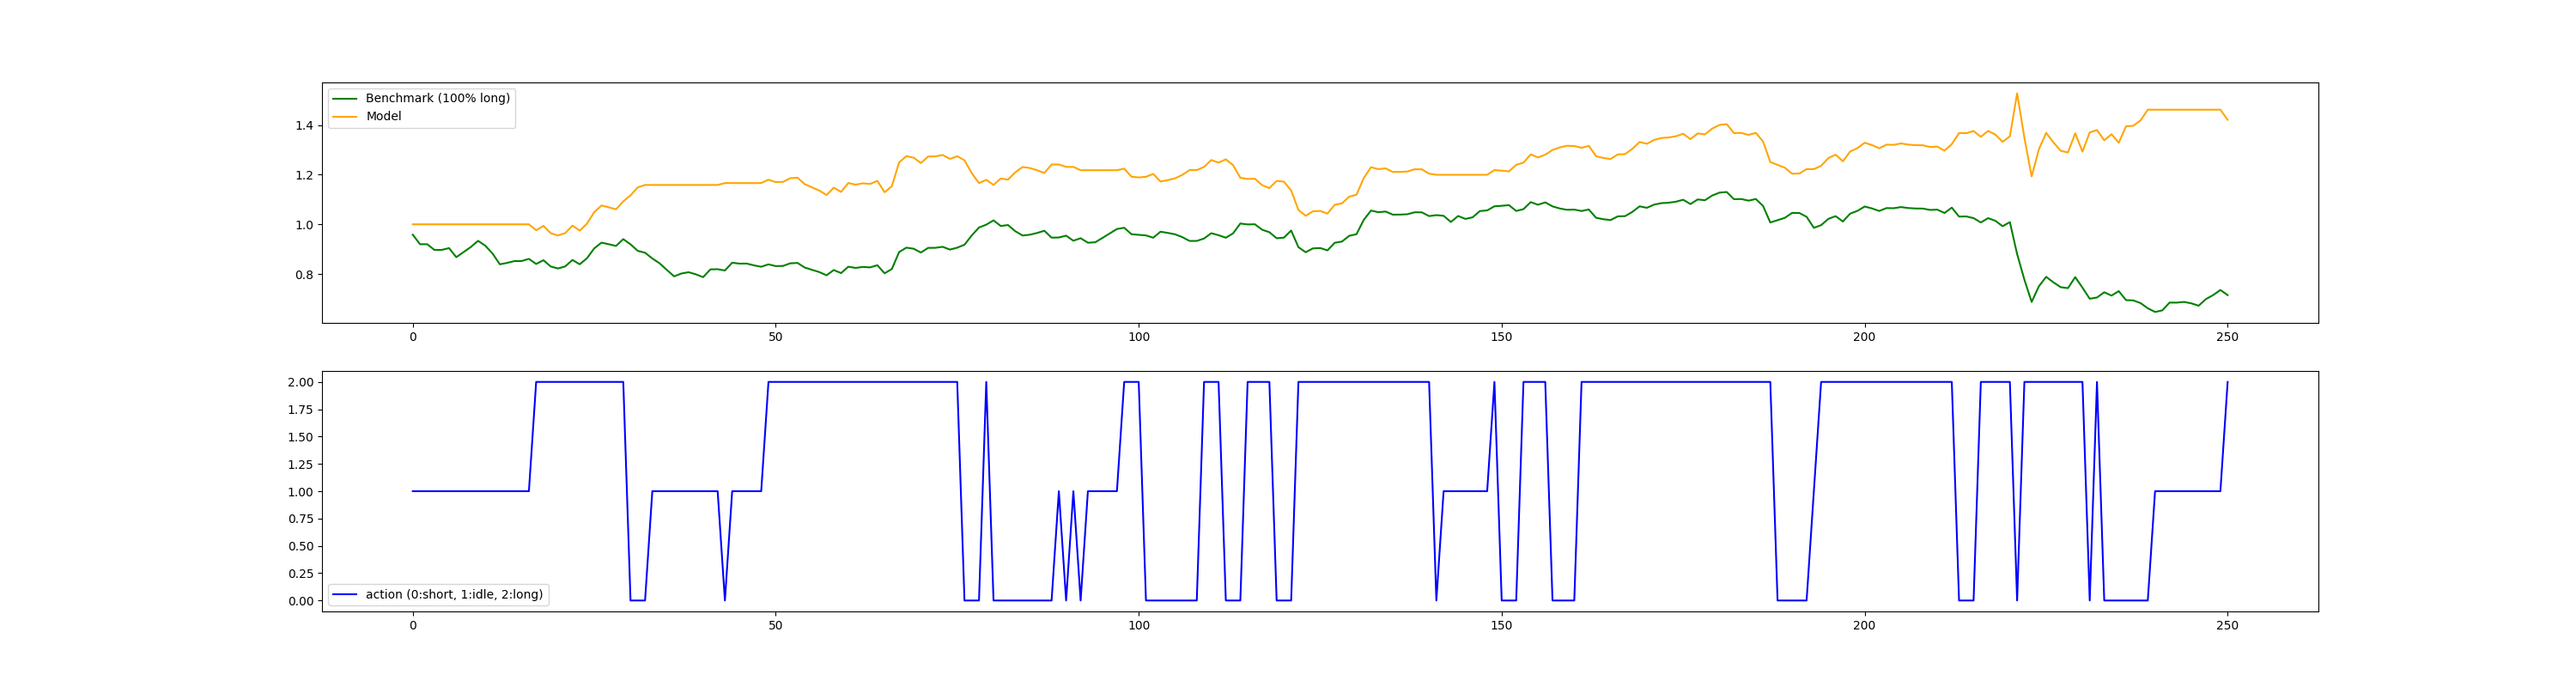 Benchmark (100% long)
Model
1.4
1.2
1.0
0.8
0 50 100 150 200 250
2.00
1.75
1.50
1.25
1.00
0.75
0.50
0.25
0.00
action (0:short, 1:idle, 2:long)
0 50 100 150 200 250